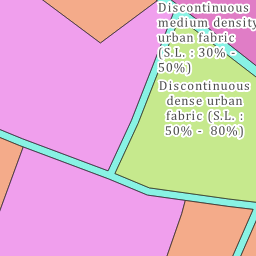 Discontinuous
medium density
urban fabric
(S.L. : 30% -
50%)
Discontinuous
dense urban
fabric (S.L. :
50% - 80%)